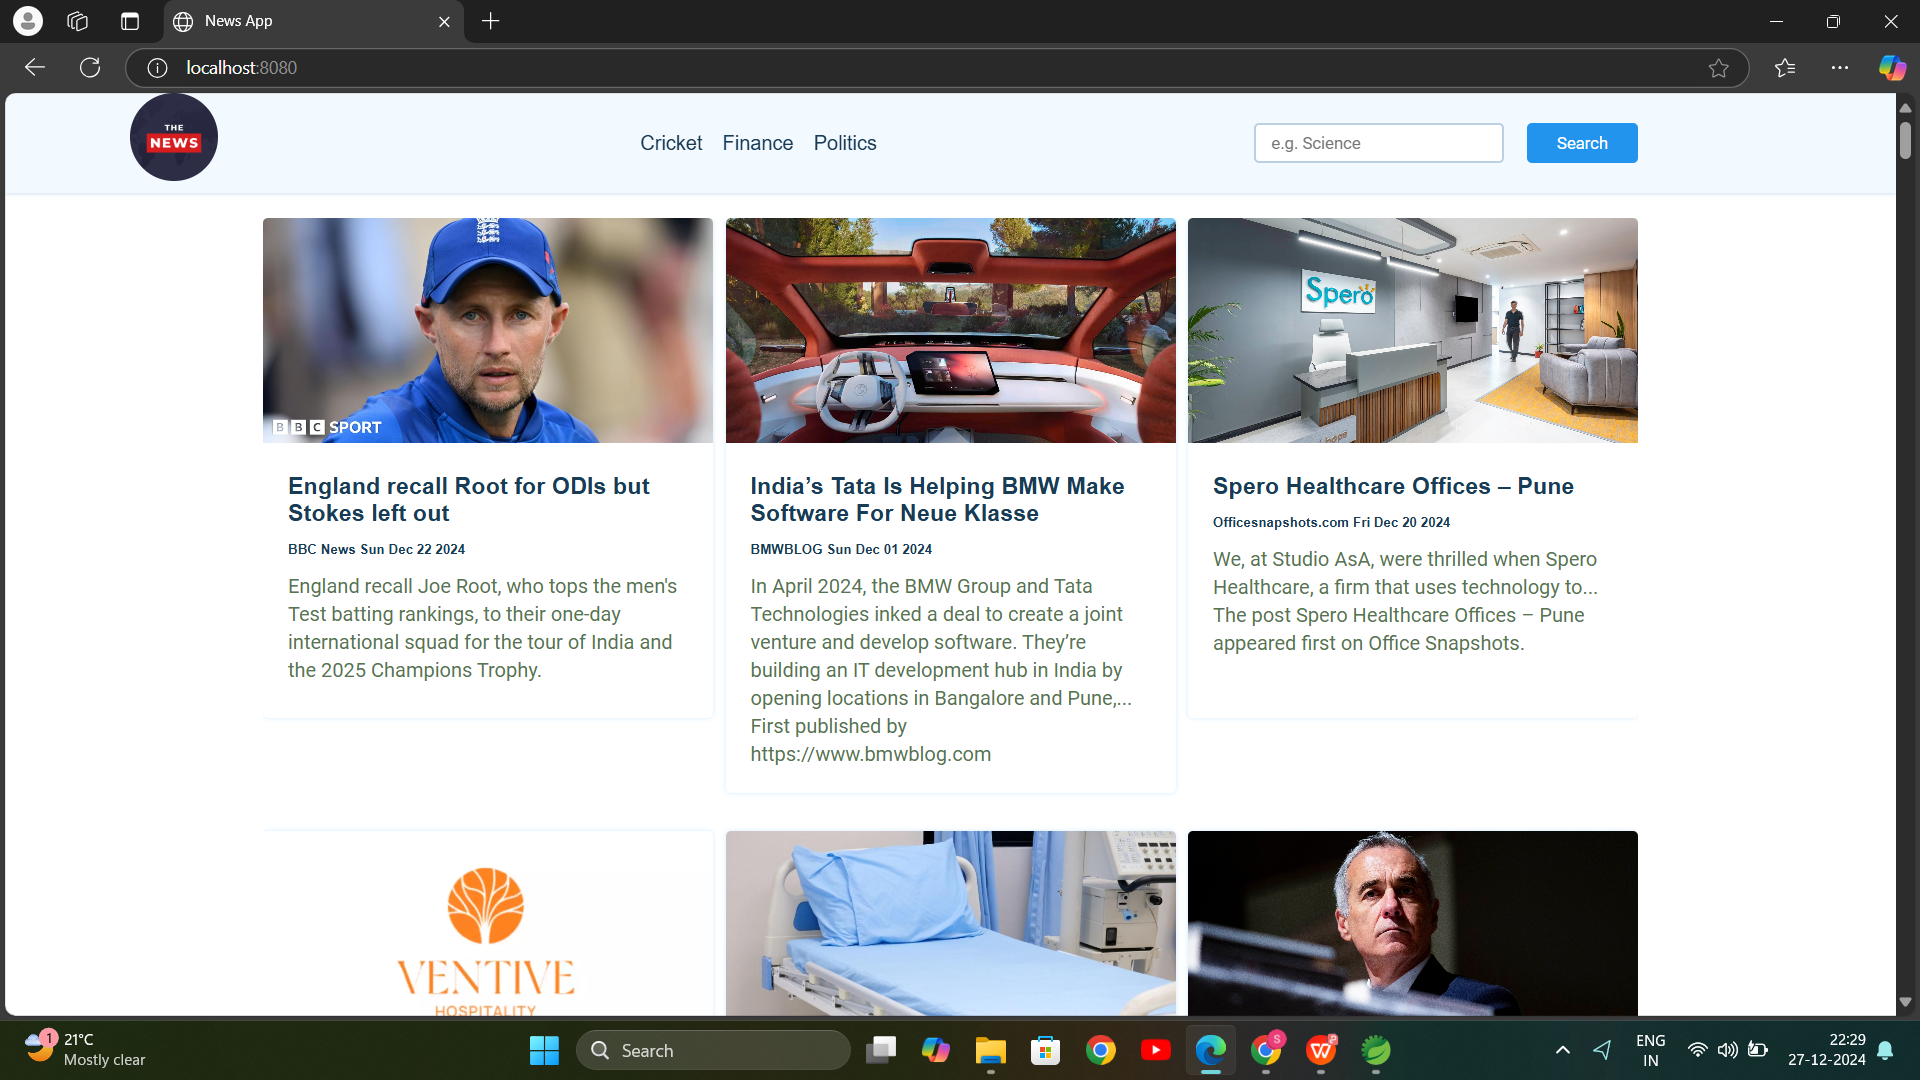 News App
localhost:8080
THE
NEWS
Cricket Finance Politics
e.g. Science
Search
BBC SPORT
Spero
England recall Root for ODIs but
Stokes left out
BBC News Sun Dec 22 2024
England recall Joe Root, who tops the men's
Test batting rankings, to their one-day
international squad for the tour of India and
the 2025 Champions Trophy.
India’s Tata Is Helping BMW Make
Software For Neue Klasse
BMWBLOG Sun Dec 01 2024
In April 2024, the BMW Group and Tata
Technologies inked a deal to create a joint
venture and develop software. They’re
building an IT development hub in India by
opening locations in Bangalore and Pune,...
First published by
https://www.bmwblog.com
Spero Healthcare Offices – Pune
Officesnapshots.com Fri Dec 20 2024
We, at Studio AsA, were thrilled when Spero
Healthcare, a firm that uses technology to...
The post Spero Healthcare Offices – Pune
appeared first on Office Snapshots.
VENTIVE
HOSPITALITY
1
21°C
Mostly clear
Search
S
ENG
IN
22:29
27-12-2024